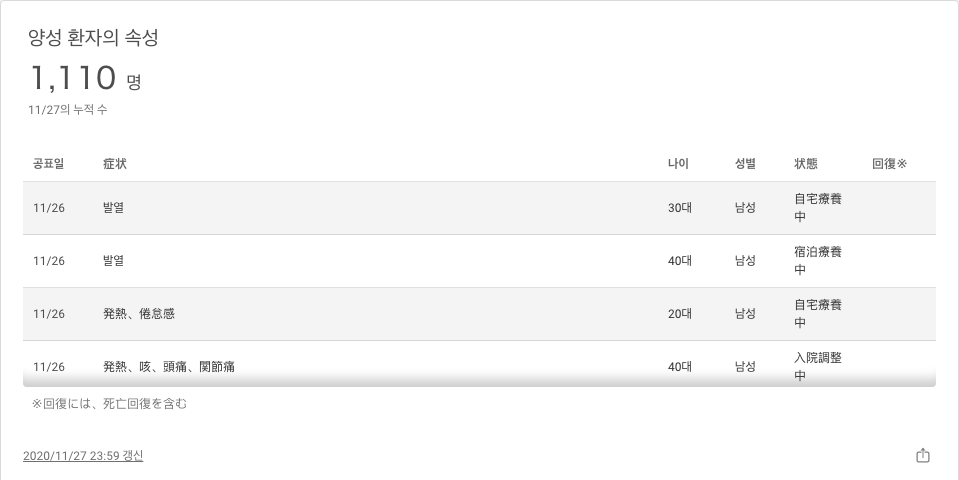 양성 환자의 속성
1,110 명
11/27의 누적 수
공표일 症状 나이 성별 状態 回復※
11/26 발열 30대 남성 自宅療養
中
11/26 발열 40대 남성 宿泊療養
中
11/26 発熱、倦怠感 20대 남성 自宅療養
中
11/26 発熱、咳、頭痛、関節痛 40대 남성 入院調整
中
※回復には、死亡回復を含む
2020/11/27 23:59 갱신